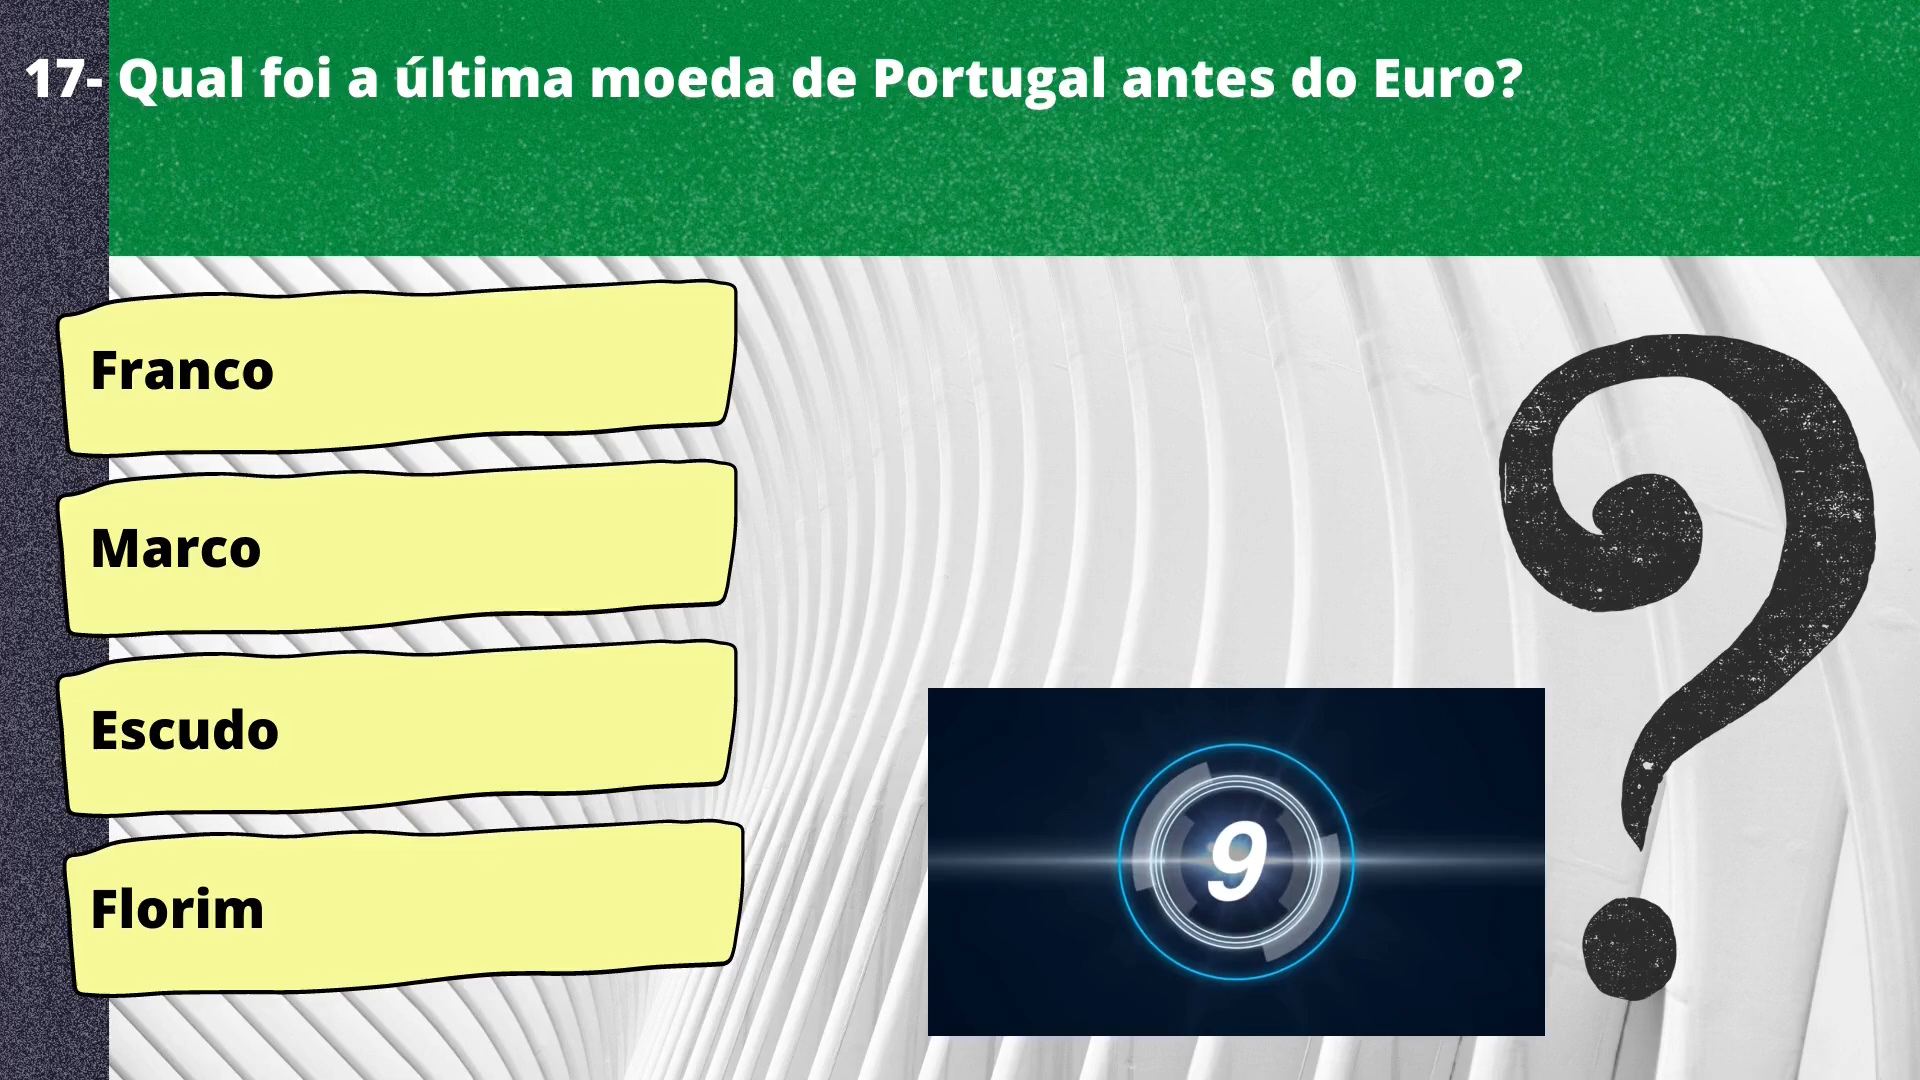 17- Qual foi a última moeda de Portugal antes do Euro?
Franco
Marco
Escudo
Florim
9